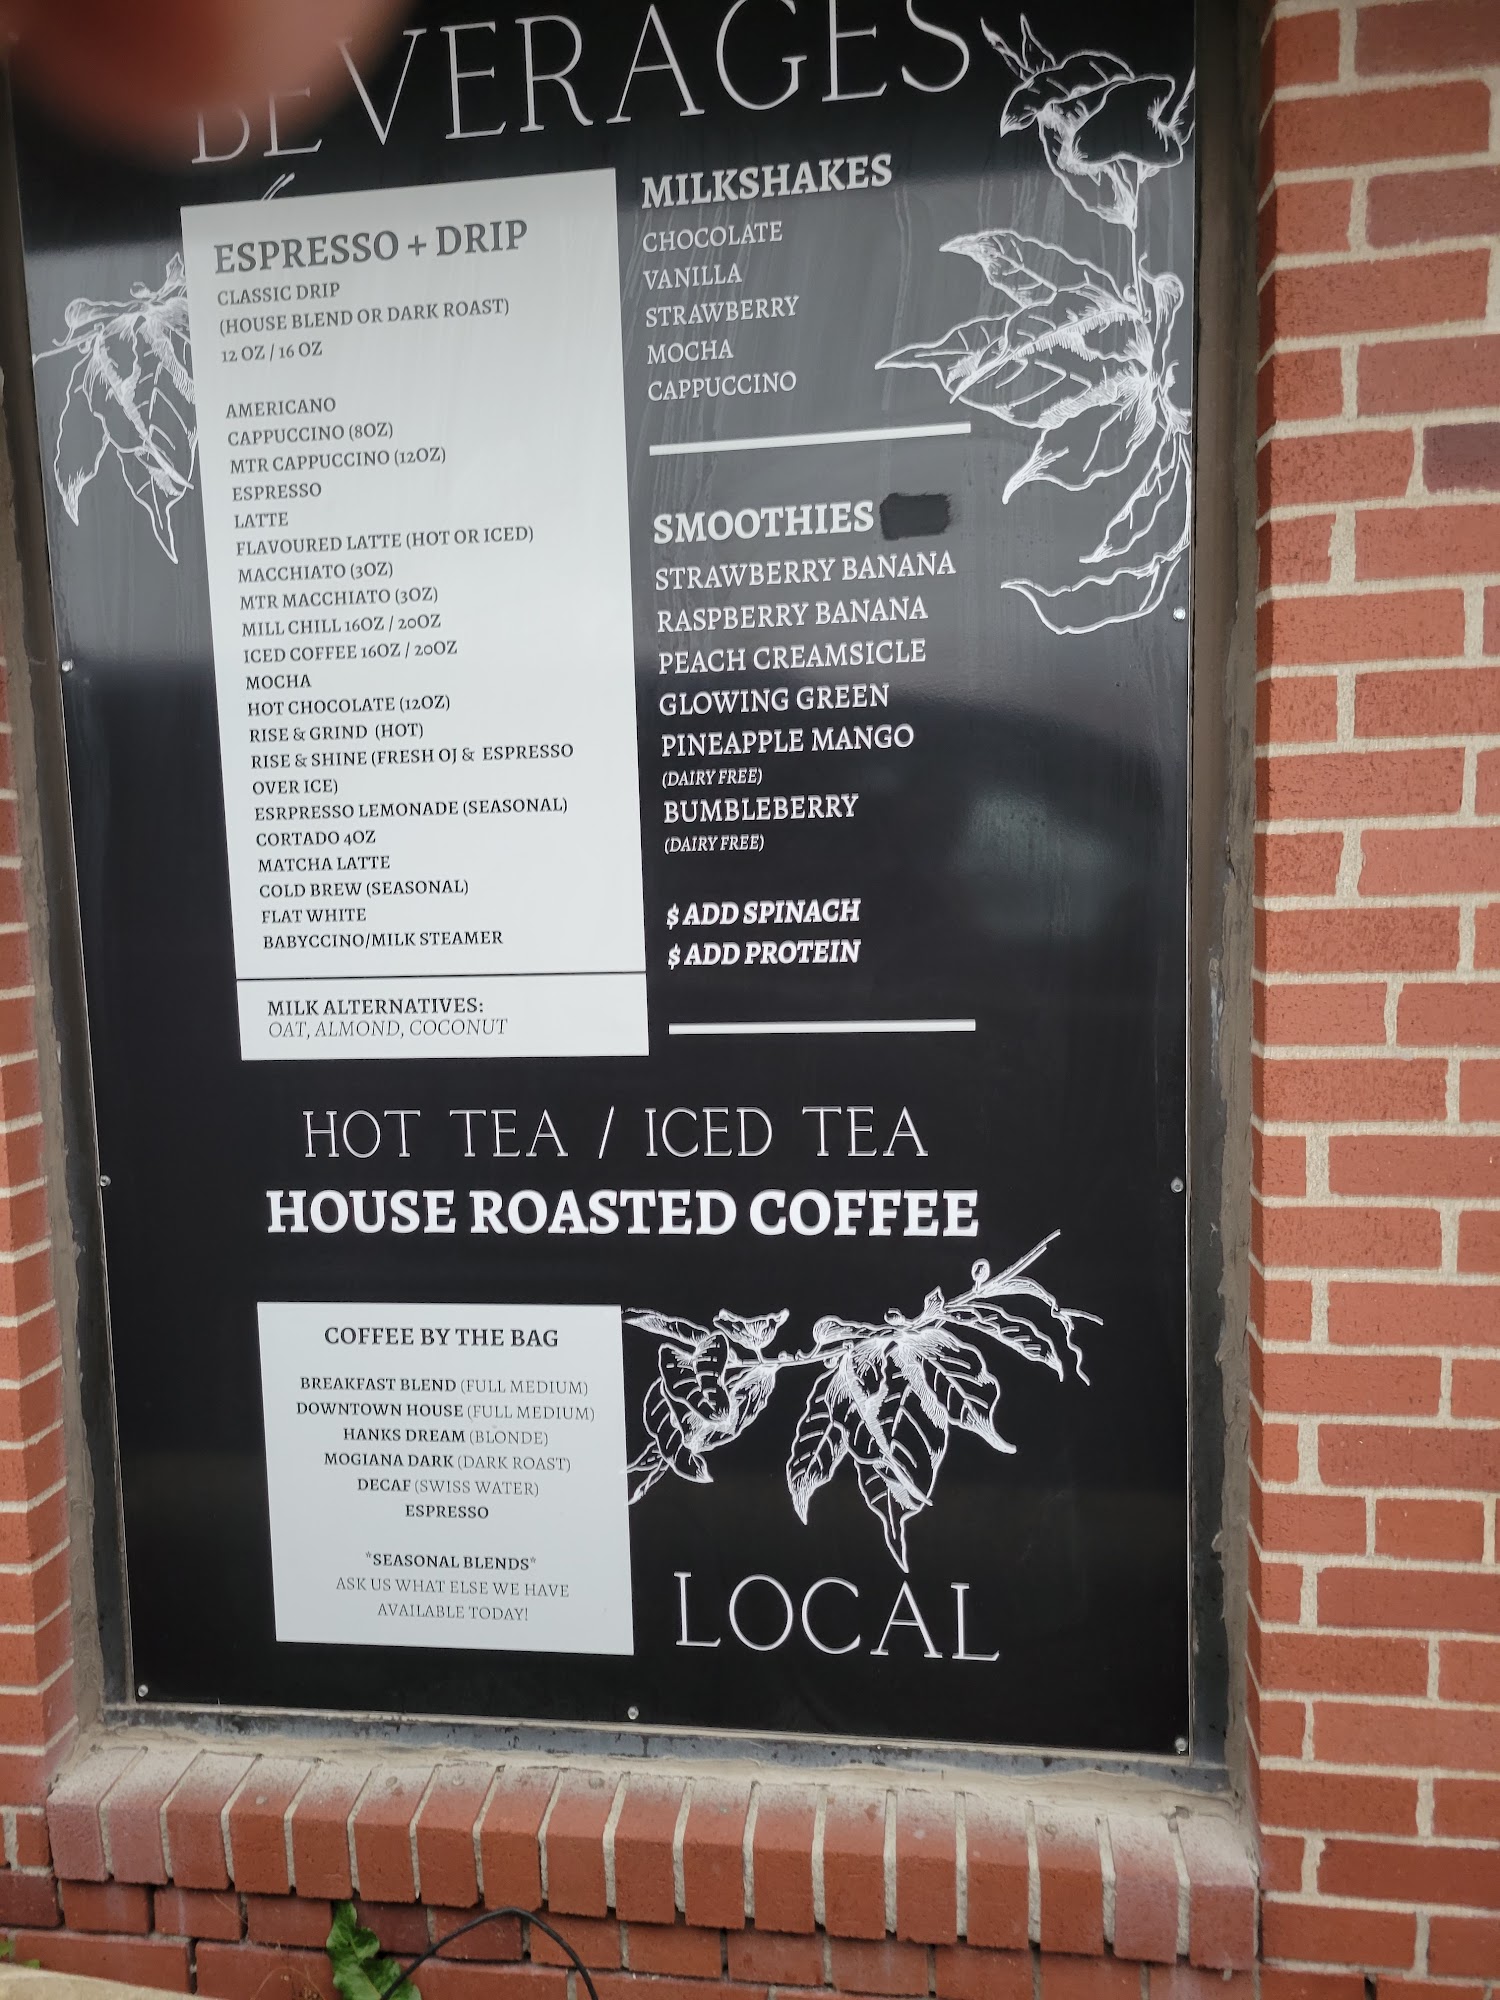 BEVERAGES
ESPRESSO + DRIP
CLASSIC DRIP
(HOUSE BLEND OR DARK ROAST)
12 OZ / 16 OZ
AMERICANO
CAPPUCCINO (8OZ)
MTR CAPPUCCINO (12OZ)
ESPRESSO
LATTE
FLAVOURED LATTE (HOT OR ICED)
MACCHIATO (3OZ)
MTR MACCHIATO (3OZ)
MILL CHILL 16OZ / 20OZ
ICED COFFEE 16OZ / 20OZ
MOCHA
HOT CHOCOLATE (12OZ)
RISE & GRIND (HOT)
RISE & SHINE (FRESH OJ & ESPRESSO
OVER ICE)
ESRPRESSO LEMONADE (SEASONAL)
CORTADO 4OZ
MATCHA LATTE
COLD BREW (SEASONAL)
FLAT WHITE
BABYCCINO/MILK STEAMER
MILK ALTERNATIVES:
OAT, ALMOND, COCONUT
MILKSHAKES
CHOCOLATE
VANILLA
STRAWBERRY
MOCHA
CAPPUCCINO
SMOOTHIES
STRAWBERRY BANANA
RASPBERRY BANANA
PEACH CREAMSICLE
GLOWING GREEN
PINEAPPLE MANGO
(DAIRY FREE)
BUMBLEBERRY
(DAIRY FREE)
$ ADD SPINACH
$ ADD PROTEIN
HOT TEA / ICED TEA
HOUSE ROASTED COFFEE
COFFEE BY THE BAG
BREAKFAST BLEND (FULL MEDIUM)
DOWNTOWN HOUSE (FULL MEDIUM)
HANKS DREAM (BLONDE)
MOGIANA DARK (DARK ROAST)
DECAF (SWISS WATER)
ESPRESSO
*SEASONAL BLENDS*
ASK US WHAT ELSE WE HAVE
AVAILABLE TODAY!
LOCAL